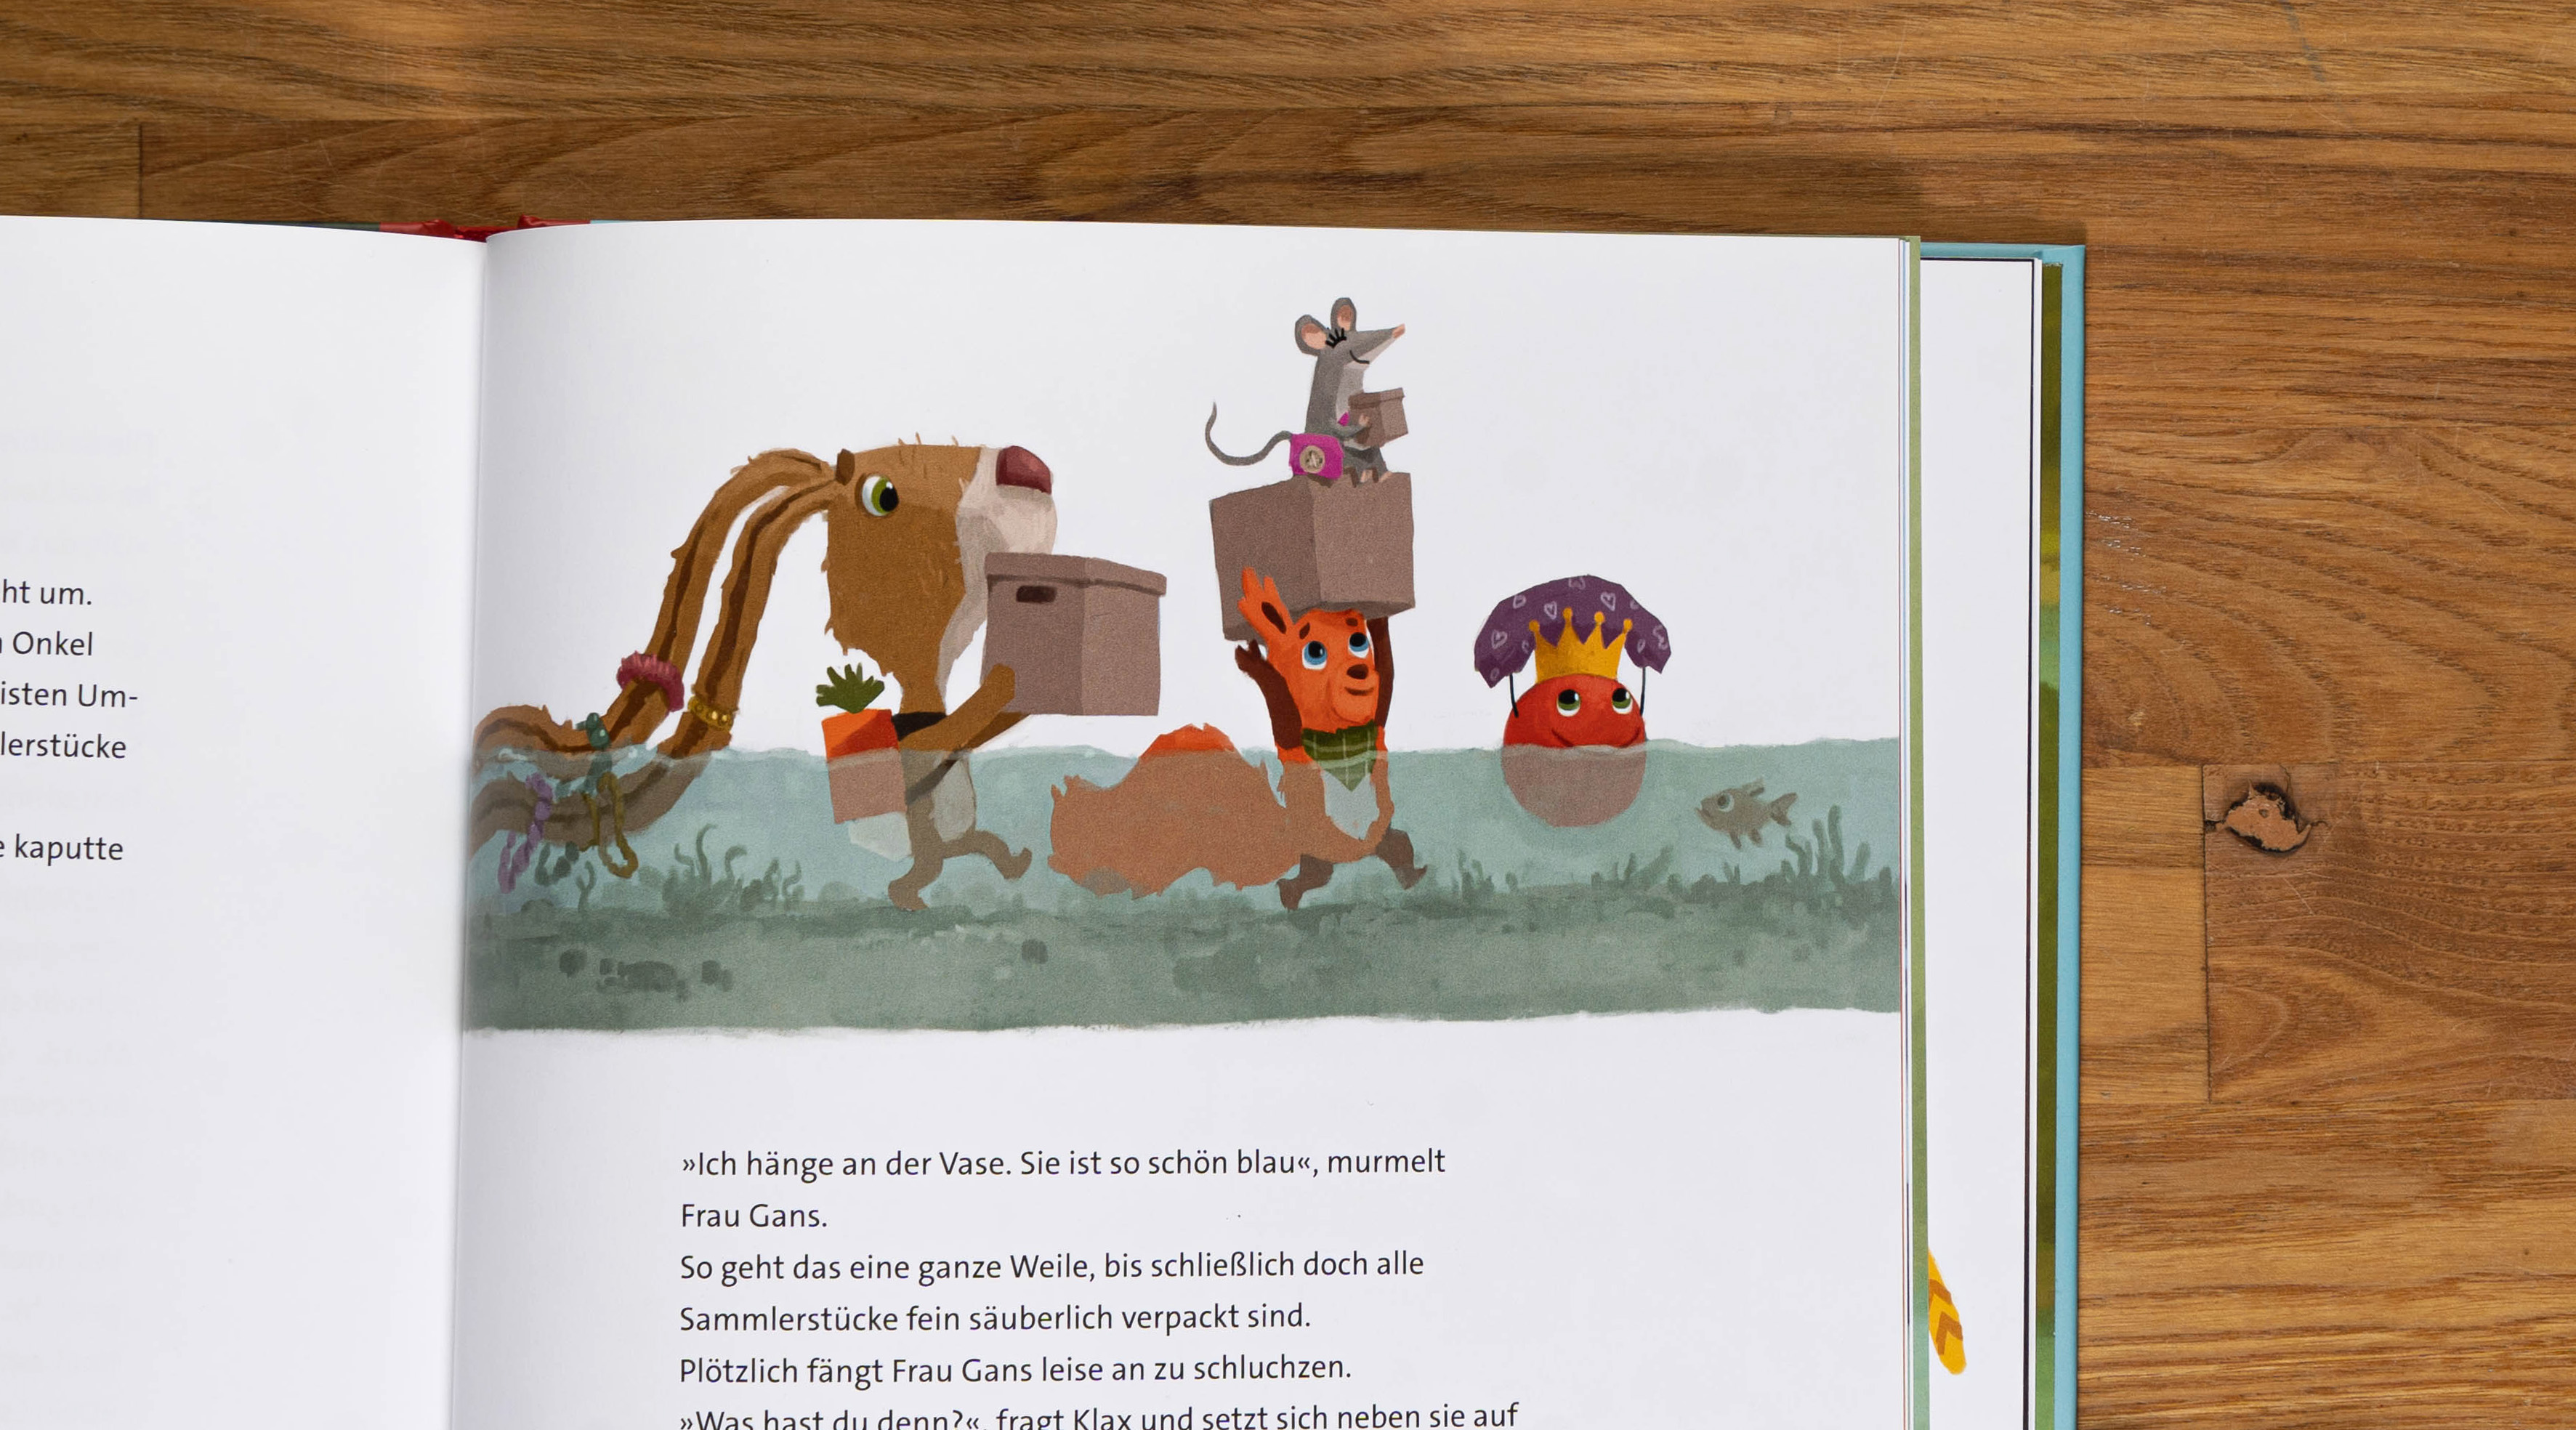 ht um.
Onkel
isten Um-
lerstücke
kaputte
»Ich hänge an der Vase. Sie ist so schön blau«, murmelt
Frau Gans.
So geht das eine ganze Weile, bis schließlich doch alle
Sammlerstücke fein säuberlich verpackt sind.
Plötzlich fängt Frau Gans leise an zu schluchzen.
»Was hast du denn?«, fragt Klax und setzt sich neben sie auf